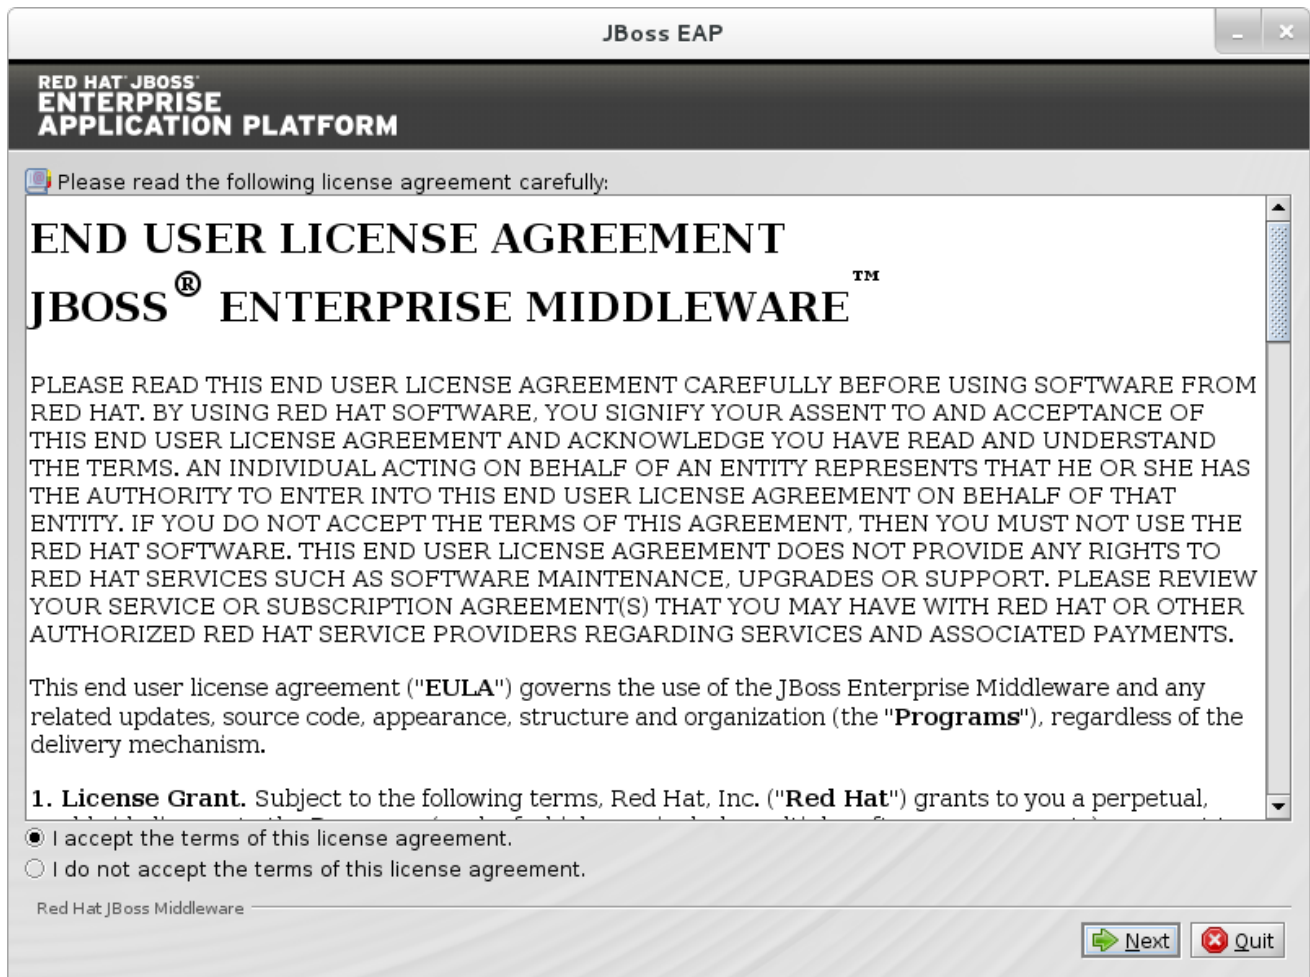 JBoss EAP
RED HAT® JBOSS®
ENTERPRISE
APPLICATION PLATFORM
Please read the following license agreement carefully:
END USER LICENSE AGREEMENT
JBOSS® ENTERPRISE MIDDLEWARE™
PLEASE READ THIS END USER LICENSE AGREEMENT CAREFULLY BEFORE USING SOFTWARE FROM
RED HAT. BY USING RED HAT SOFTWARE, YOU SIGNIFY YOUR ASSENT TO AND ACCEPTANCE OF
THIS END USER LICENSE AGREEMENT AND ACKNOWLEDGE YOU HAVE READ AND UNDERSTAND
THE TERMS. AN INDIVIDUAL ACTING ON BEHALF OF AN ENTITY REPRESENTS THAT HE OR SHE HAS
THE AUTHORITY TO ENTER INTO THIS END USER LICENSE AGREEMENT ON BEHALF OF THAT
ENTITY. IF YOU DO NOT ACCEPT THE TERMS OF THIS AGREEMENT, THEN YOU MUST NOT USE THE
RED HAT SOFTWARE. THIS END USER LICENSE AGREEMENT DOES NOT PROVIDE ANY RIGHTS TO
RED HAT SERVICES SUCH AS SOFTWARE MAINTENANCE, UPGRADES OR SUPPORT. PLEASE REVIEW
YOUR SERVICE OR SUBSCRIPTION AGREEMENT(S) THAT YOU MAY HAVE WITH RED HAT OR OTHER
AUTHORIZED RED HAT SERVICE PROVIDERS REGARDING SERVICES AND ASSOCIATED PAYMENTS.
This end user license agreement ("EULA") governs the use of the JBoss Enterprise Middleware and any
related updates, source code, appearance, structure and organization (the "Programs"), regardless of the
delivery mechanism.
1. License Grant. Subject to the following terms, Red Hat, Inc. ("Red Hat") grants to you a perpetual,
I accept the terms of this license agreement.
I do not accept the terms of this license agreement.
Red Hat JBoss Middleware
Next
Quit